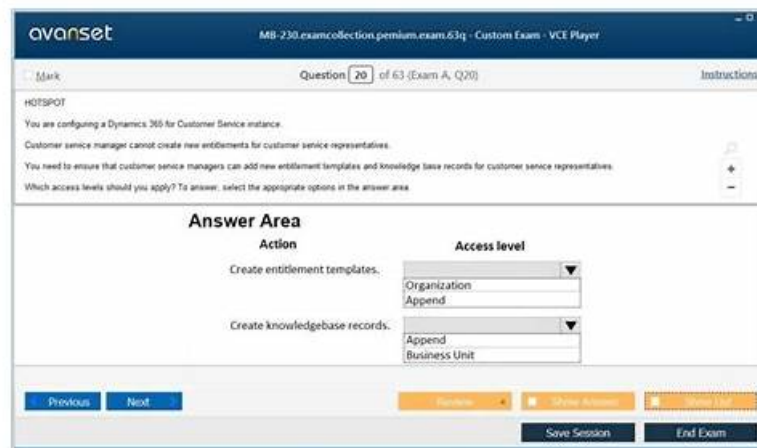 avanset
MB-230.examcollection.pemium.exam.63q - Custom Exam - VCE Player
Mark
Question 20 of 63 (Exam A, Q20)
Instructions
HOTSPOT
You are configuring a Dynamics 365 for Customer Service instance.
Customer service manager cannot create new entitlements for customer service representatives.
You need to ensure that customer service managers can add new entitlement templates and knowledge base records for customer service representatives.
Which access levels should you apply? To answer, select the appropriate options in the answer area
+
-
Answer Area
Action Access level
Create entitlement templates.
Organization
Append
Create knowledgebase records.
Append
Business Unit
Previous Next Review Show Answer Show List
Save Session End Exam